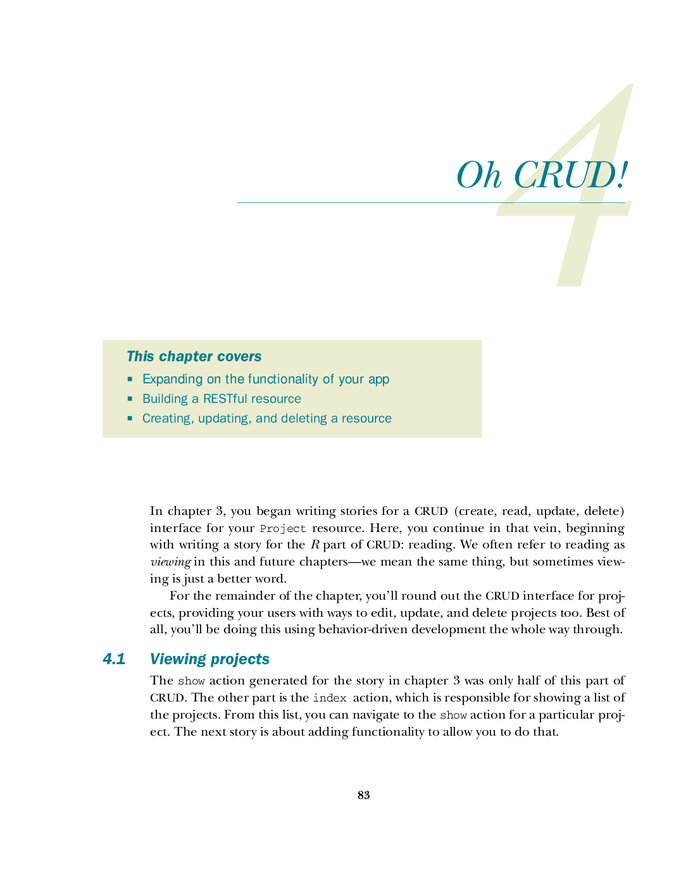 4
Oh CRUD!
This chapter covers
▪ Expanding on the functionality of your app
▪ Building a RESTful resource
▪ Creating, updating, and deleting a resource
In chapter 3, you began writing stories for a CRUD (create, read, update, delete)
interface for your Project resource. Here, you continue in that vein, beginning
with writing a story for the R part of CRUD: reading. We often refer to reading as
viewing in this and future chapters—we mean the same thing, but sometimes view-
ing is just a better word.
For the remainder of the chapter, you’ll round out the CRUD interface for proj-
ects, providing your users with ways to edit, update, and delete projects too. Best of
all, you’ll be doing this using behavior-driven development the whole way through.
4.1 Viewing projects
The show action generated for the story in chapter 3 was only half of this part of
CRUD. The other part is the index action, which is responsible for showing a list of
the projects. From this list, you can navigate to the show action for a particular proj-
ect. The next story is about adding functionality to allow you to do that.
83